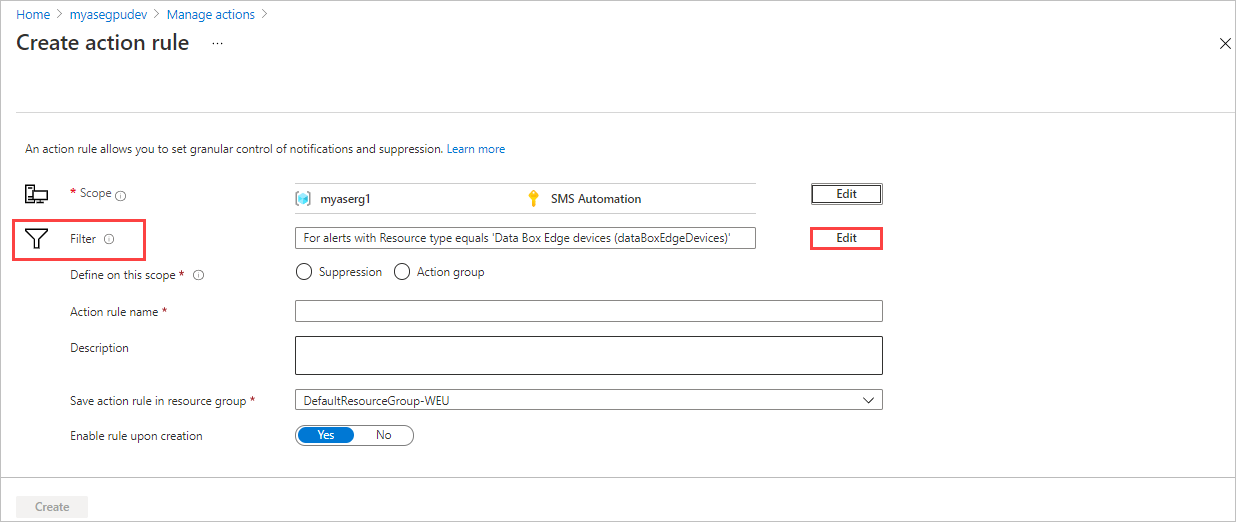 Home > myasegpudev > Manage actions >
Create action rule ...
An action rule allows you to set granular control of notifications and suppression. Learn more
* Scope
myaserg1 SMS Automation Edit
Filter For alerts with Resource type equals 'Data Box Edge devices (dataBoxEdgeDevices)' Edit
Define on this scope * Suppression Action group
Action rule name *
Description
Save action rule in resource group * DefaultResourceGroup-WEU
Enable rule upon creation Yes No
Create